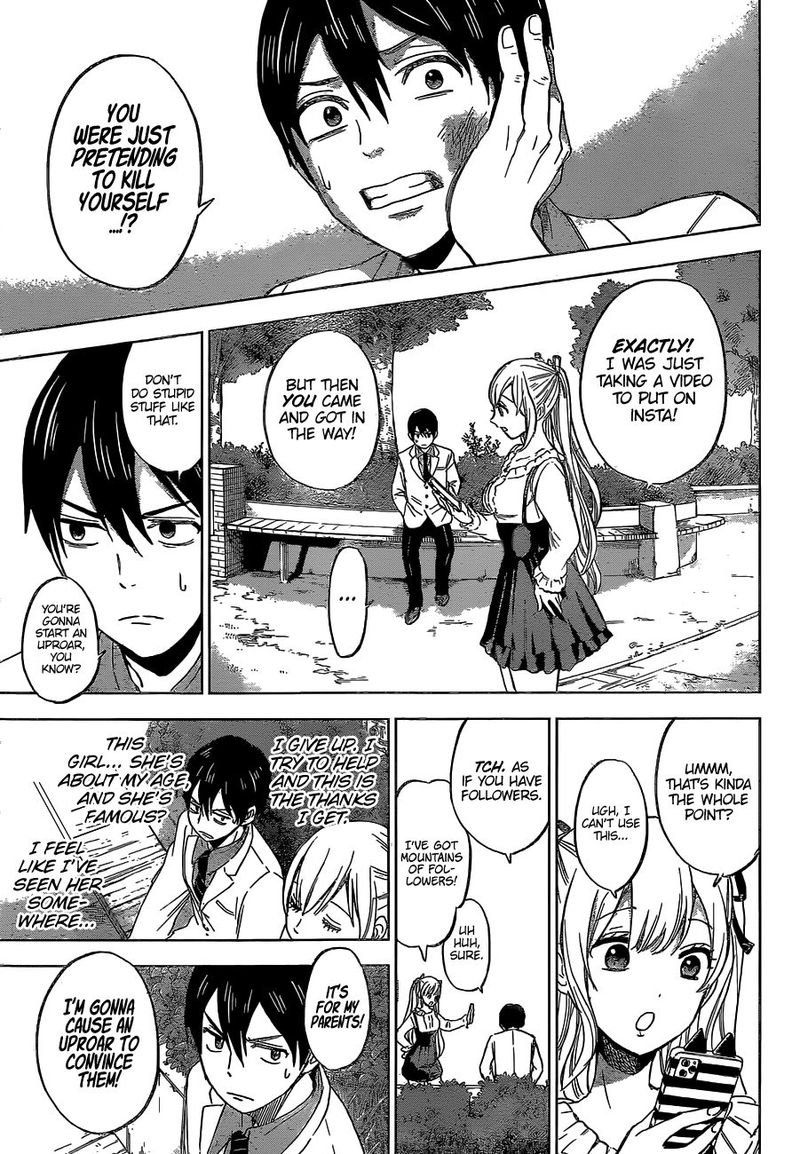 YOU
WERE JUST
PRETENDING
TO KILL
YOURSELF
...!?
EXACTLY!
I WAS JUST
TAKING A VIDEO
TO PUT ON
INSTA!
BUT THEN
YOU CAME
AND GOT IN
THE WAY!
...
DON'T
DO STUPID
STUFF LIKE
THAT.
YOU'RE
GONNA
START AN
UPROAR,
YOU
KNOW?
UMMM,
THAT'S KINDA
THE WHOLE
POINT?
UGH, I
CAN'T USE
THIS...
TCH. AS
IF YOU HAVE
FOLLOWERS.
I'VE GOT
MOUNTAINS
OF FOL-
LOWERS!
UH
HUH,
SURE.
I GIVE UP. I
TRY TO HELP
AND THIS IS
THE THANKS
I GET.
THIS
GIRL... SHE'S
ABOUT MY AGE,
AND SHE'S
FAMOUS?
I FEEL
LIKE I'VE
SEEN HER
SOME-
WHERE...
IT'S
FOR MY
PARENTS!
I'M GONNA
CAUSE AN
UPROAR TO
CONVINCE
THEM!